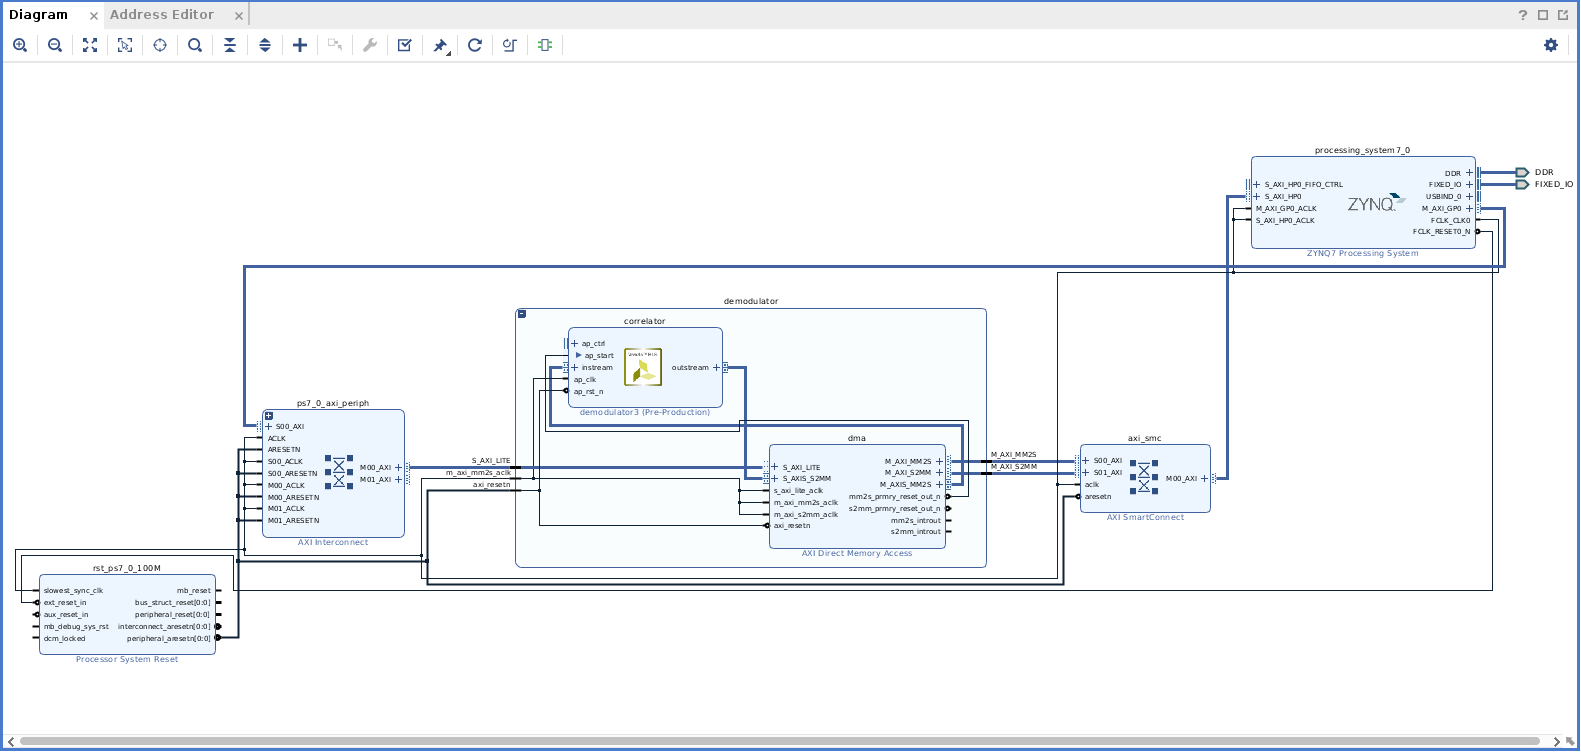 Diagram
Address Editor
processing_system7_0
S_AXI_HP0_FIFO_CTRL
S_AXI_HP0
M_AXI_GP0_ACLK
S_AXI_HP0_ACLK
ZYNQ
DDR
FIXED_IO
USBIND_0
M_AXI_GP0
FCLK_CLK0
FCLK_RESET0_N
ZYNQ7 Processing System
DDR
FIXED_IO
demodulator
correlator
ap_ctrl
ap_start
instream
ap_clk
ap_rst_n
outstream
demodulator3 (Pre-Production)
ps7_0_axi_periph
S00_AXI
ACLK
ARESETN
S00_ACLK
S00_ARESETN
M00_ACLK
M00_ARESETN
M01_ACLK
M01_ARESETN
M00_AXI
M01_AXI
AXI Interconnect
S_AXI_LITE
m_axi_mm2s_aclk
axi_resetn
dma
S_AXI_LITE
S_AXIS_S2MM
s_axi_lite_aclk
m_axi_mm2s_aclk
m_axi_s2mm_aclk
axi_resetn
M_AXI_MM2S
M_AXI_S2MM
M_AXIS_MM2S
mm2s_prmry_reset_out_n
s2mm_prmry_reset_out_n
mm2s_introut
s2mm_introut
AXI Direct Memory Access
M_AXI_MM2S
M_AXI_S2MM
axi_smc
S00_AXI
S01_AXI
aclk
aresetn
M00_AXI
AXI SmartConnect
rst_ps7_0_100M
slowest_sync_clk
ext_reset_in
aux_reset_in
mb_debug_sys_rst
dcm_locked
mb_reset
bus_struct_reset[0:0]
peripheral_reset[0:0]
interconnect_aresetn[0:0]
peripheral_aresetn[0:0]
Processor System Reset